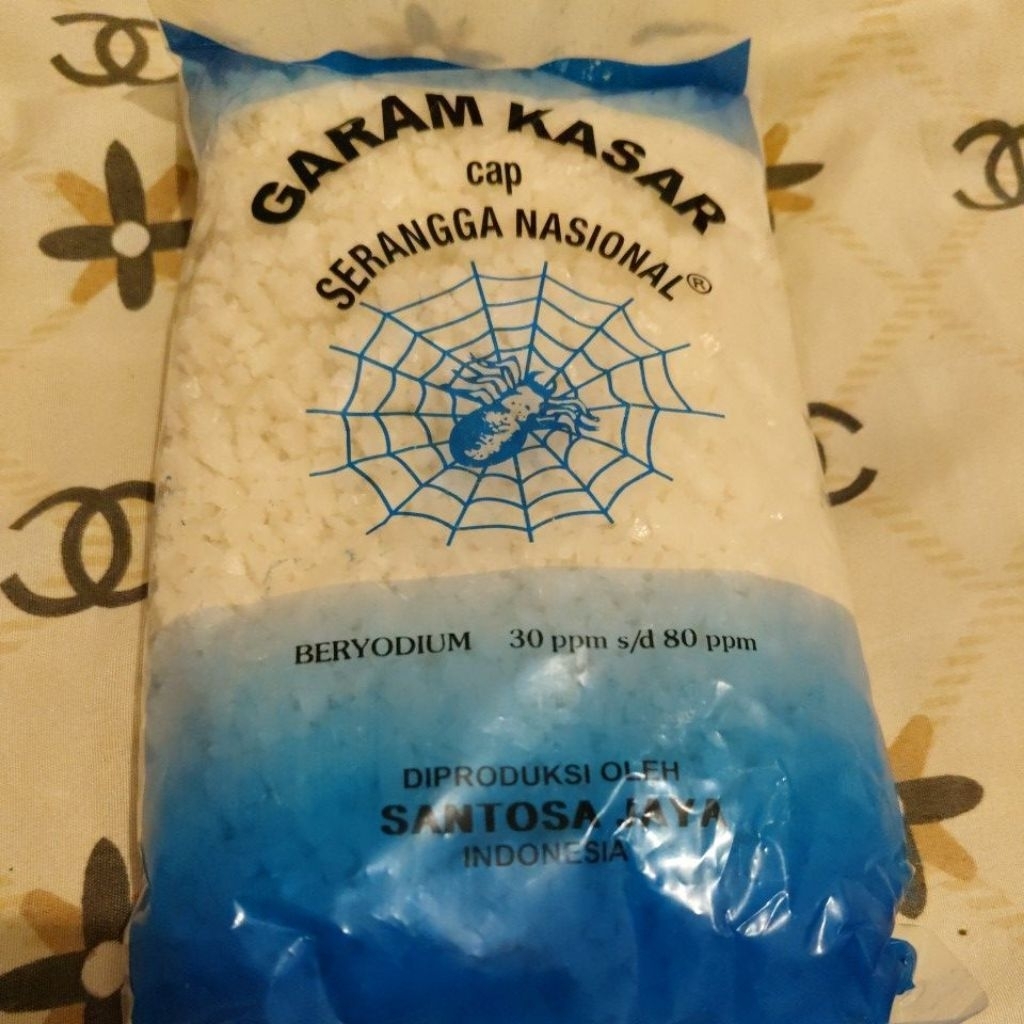 GARAM KASAR
cap
SERANGGA NASIONAL®
BERYODIUM 30 ppm s/d 80 ppm
DIPRODUKSI OLEH
SANTOSA JAYA
INDONESIA